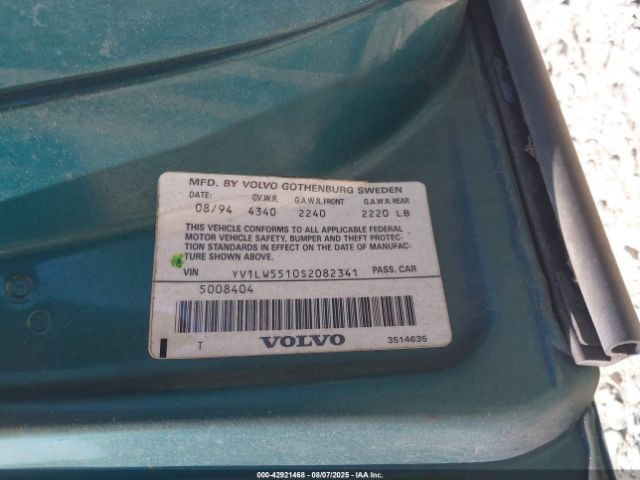 MFD. BY VOLVO GOTHENBURG SWEDEN
DATE: G.V.W.R. G.A.W.R. FRONT G.A.W.R. REAR
08/94 4340 2240 2220 LB
THIS VEHICLE CONFORMS TO ALL APPLICABLE FEDERAL
MOTOR VEHICLE SAFETY, BUMPER AND THEFT PROTEC-
TION STANDARDS IN EFFECT ON THE DATE OF MANUFAC-
TURE SHOWN ABOVE.
VIN YV1LW5510S2082341 PASS. CAR
5008404
T VOLVO 3514635
000-42921468 - 08/07/2025 - IAA Inc.